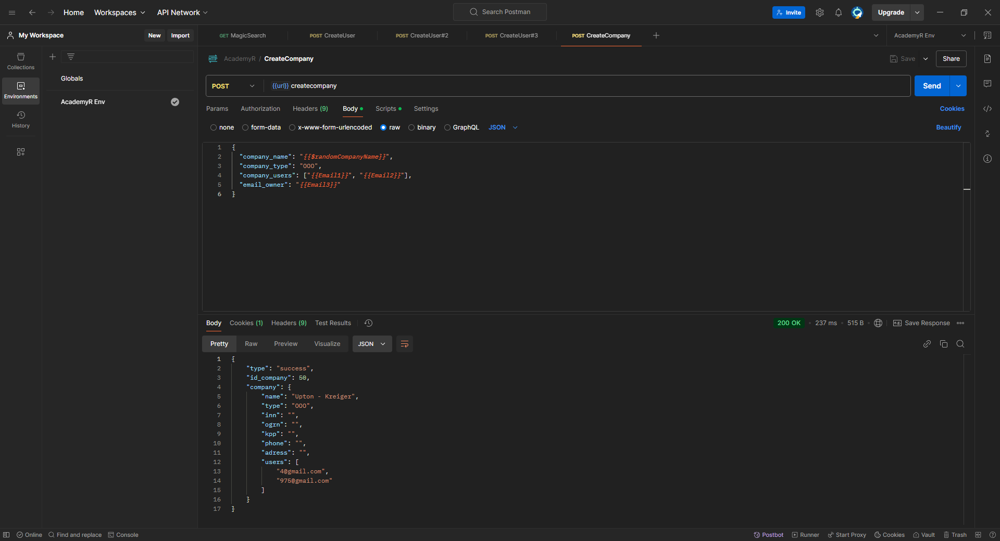 Home Workspaces API Network Search Postman Invite Upgrade
My Workspace New Import GET MagicSearch POST CreateUser POST CreateUser#2 POST CreateUser#3 POST CreateCompany AcademyR Env
Collections
Environments
History
Globals
AcademyR Env
HTTP AcademyR / CreateCompany Save Share
POST {{url}} createcompany Send
Params Authorization Headers (9) Body Scripts Settings Cookies
none form-data x-www-form-urlencoded raw binary GraphQL JSON Beautify
1 {
2 "company_name": "{{$randomCompanyName}}",
3 "company_type": "OOO",
4 "company_users": ["{{Email1}}", "{{Email2}}"],
5 "email_owner": "{{Email3}}"
6 }
Body Cookies (1) Headers (9) Test Results 200 OK 237 ms 515 B e.g. Save Response
Pretty Raw Preview Visualize JSON
1 {
2 "type": "success",
3 "id_company": 50,
4 "company": {
5 "name": "Upton - Kreiger",
6 "type": "OOO",
7 "inn": "",
8 "ogrn": "",
9 "kpp": "",
10 "phone": "",
11 "adress": "",
12 "users": [
13 "4@gmail.com",
14 "975@gmail.com"
15 ]
16 }
17 }
Online Find and replace Console Postbot Runner Start Proxy Cookies Vault Trash